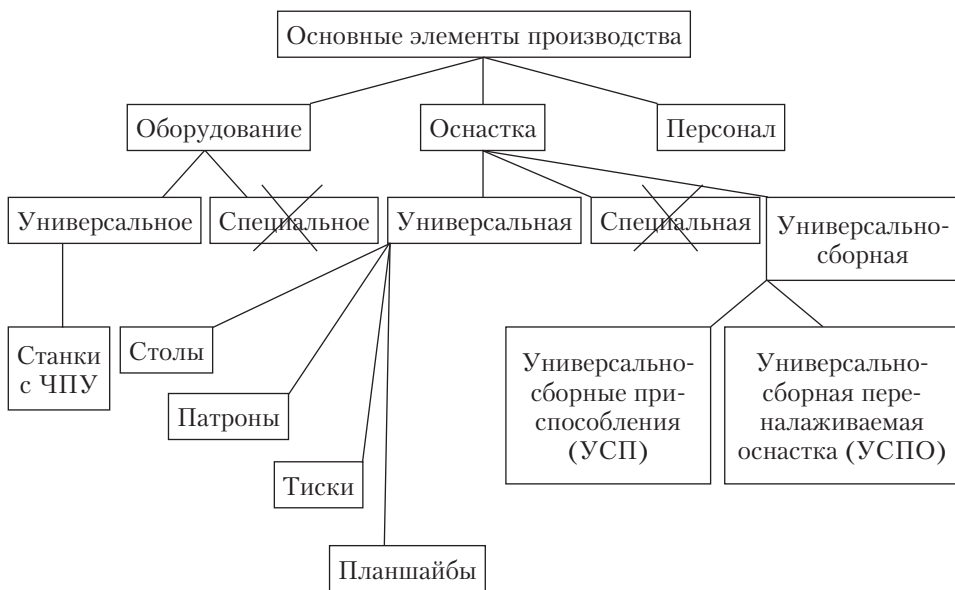 Основные элементы производства
Оборудование
Оснастка
Персонал
Универсальное
Специальное
Универсальная
Специальная
Универсально-
сборная
Станки
с ЧПУ
Столы
Патроны
Тиски
Планшайбы
Универсально-
сборные при-
способления
(УСП)
Универсально-
сборная пере-
налаживаемая
оснастка (УСПО)